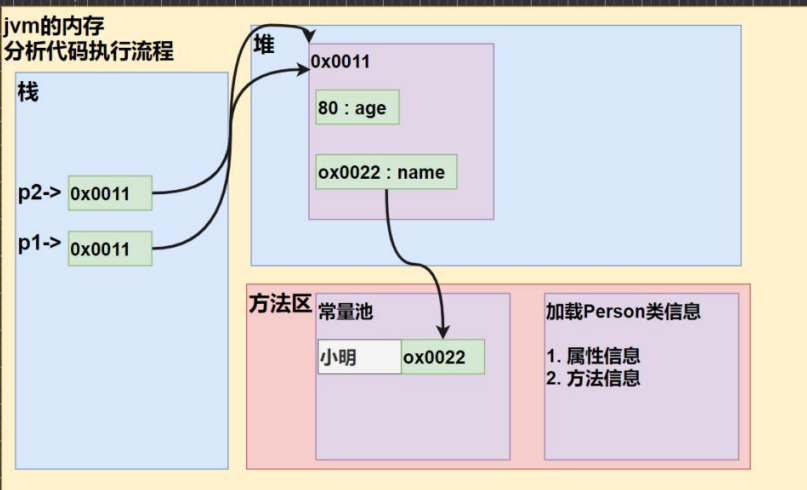 jvm的内存
分析代码执行流程
栈
p2-> 0x0011
p1-> 0x0011
堆
0x0011
80 : age
ox0022 : name
方法区
常量池
小明 ox0022
加载Person类信息
1. 属性信息
2. 方法信息